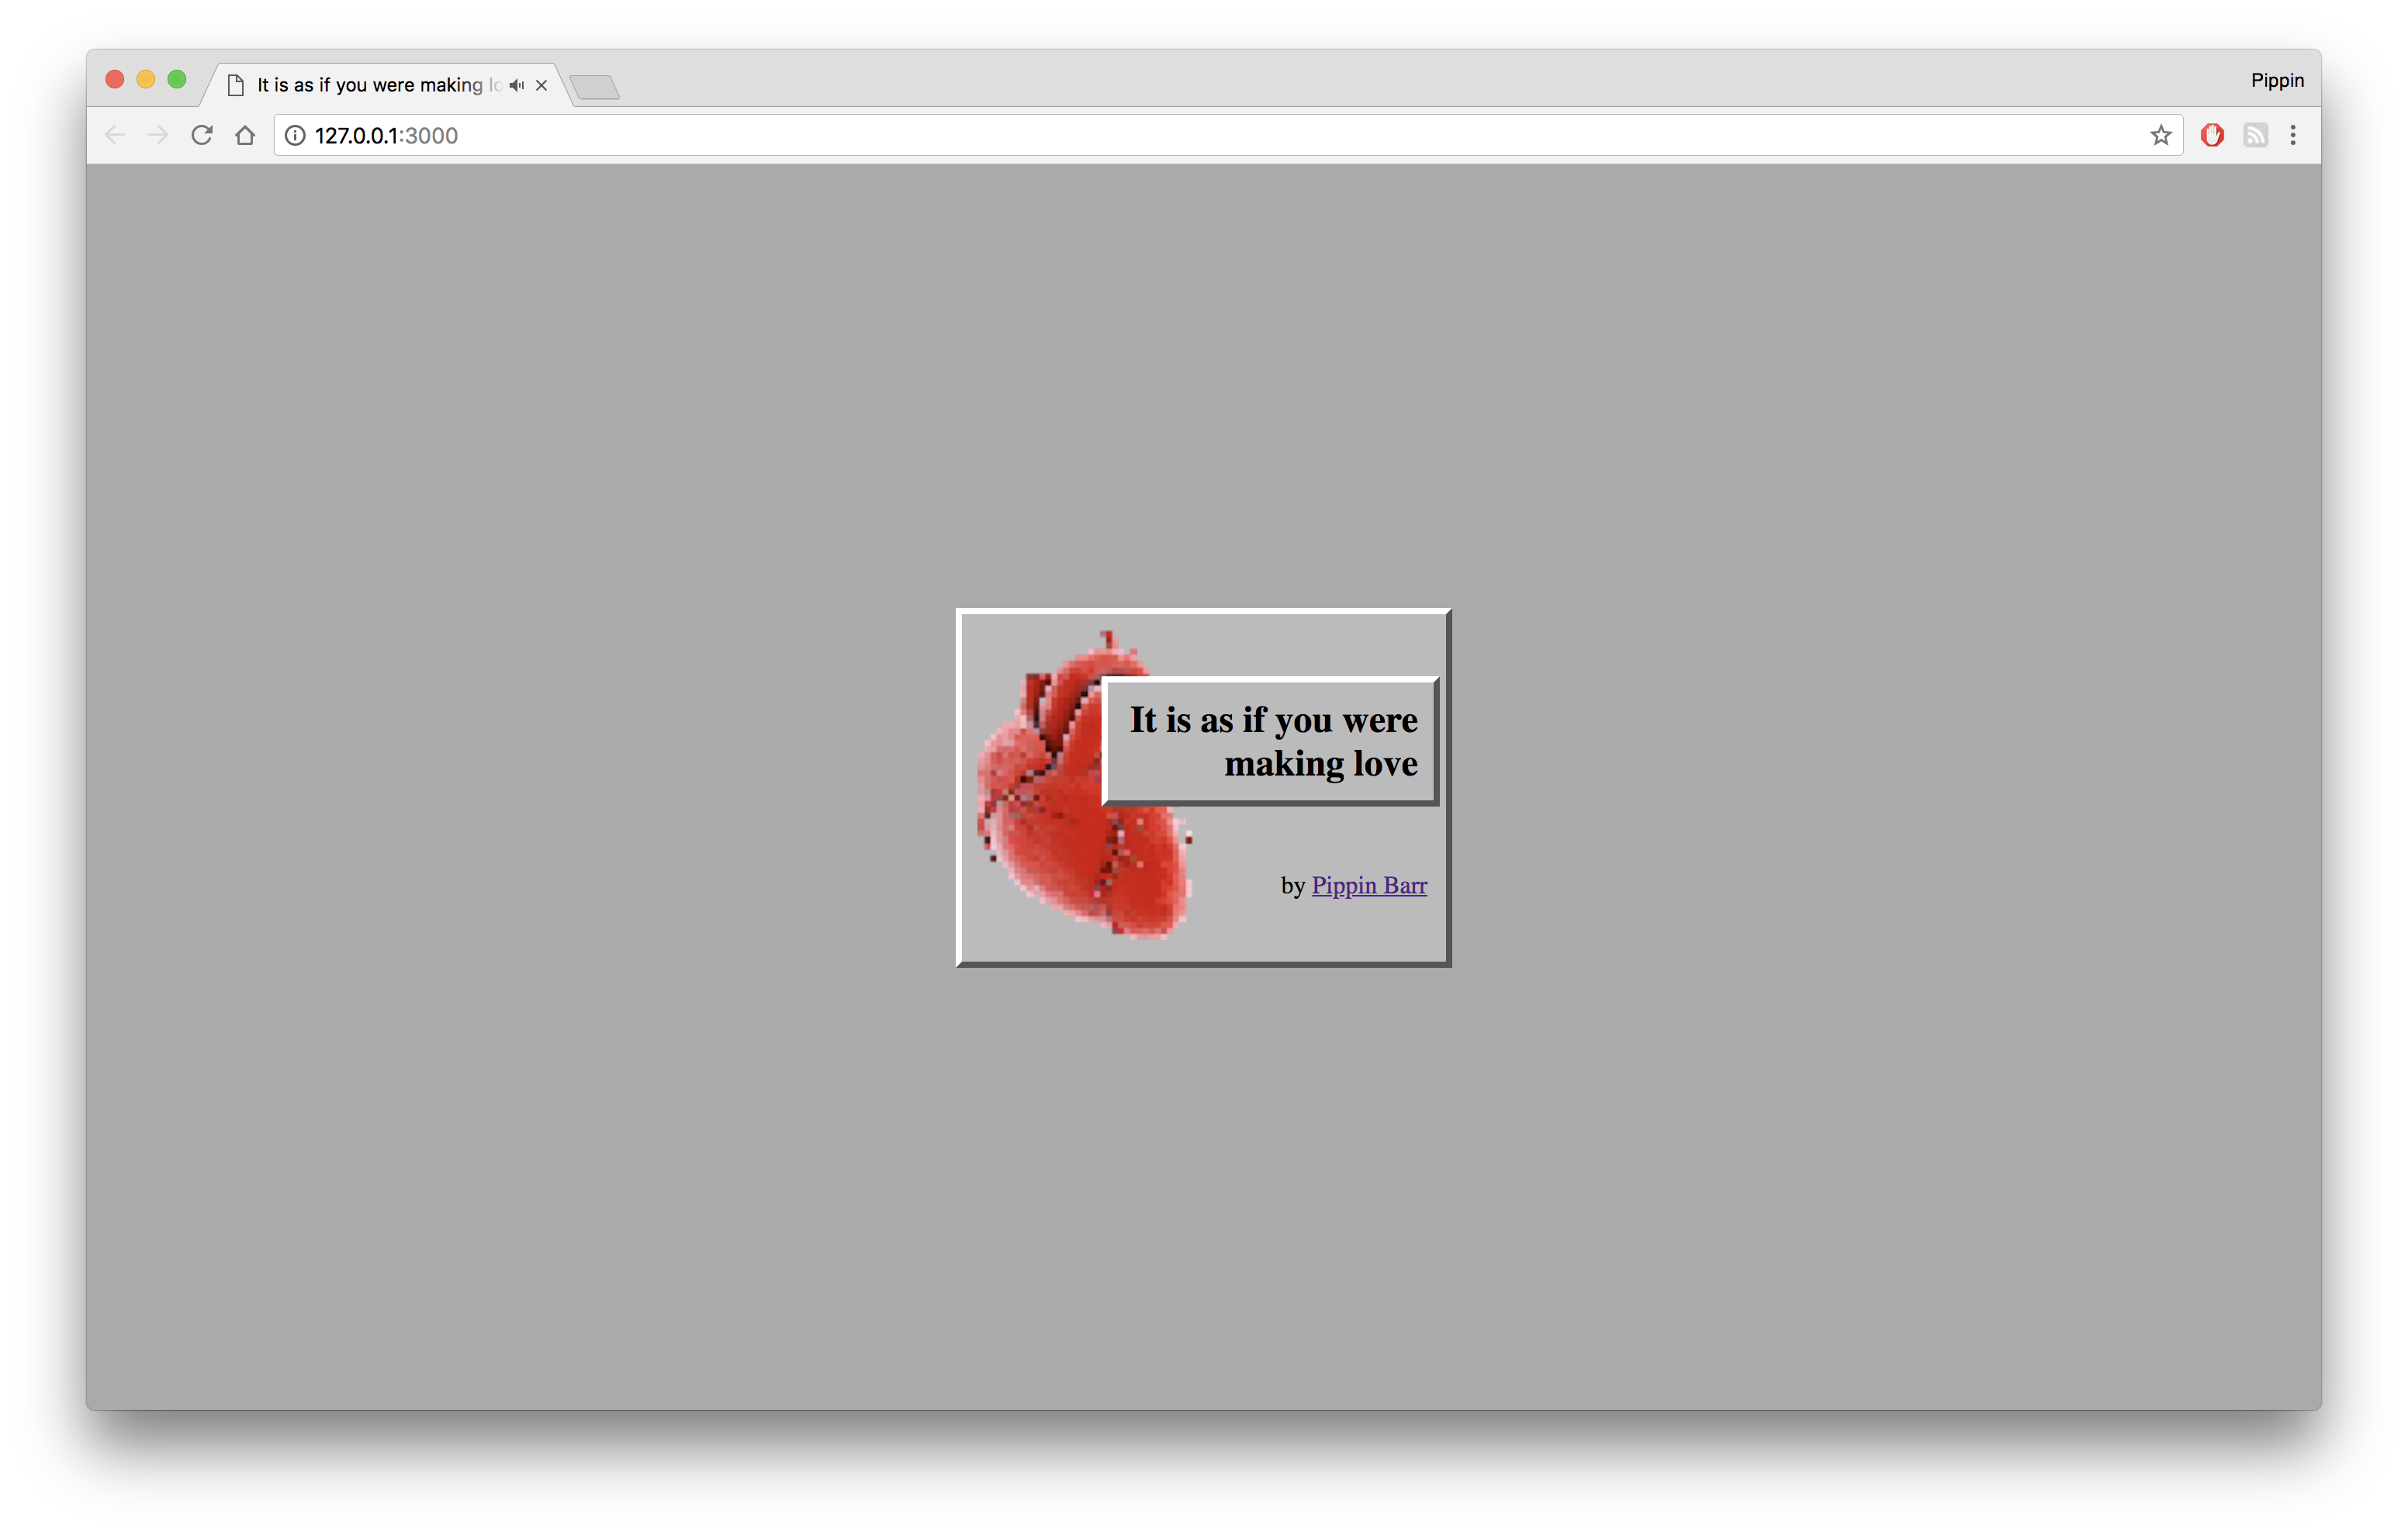 It is as if you were making lo
Pippin
127.0.0.1:3000
It is as if you were
making love
by Pippin Barr